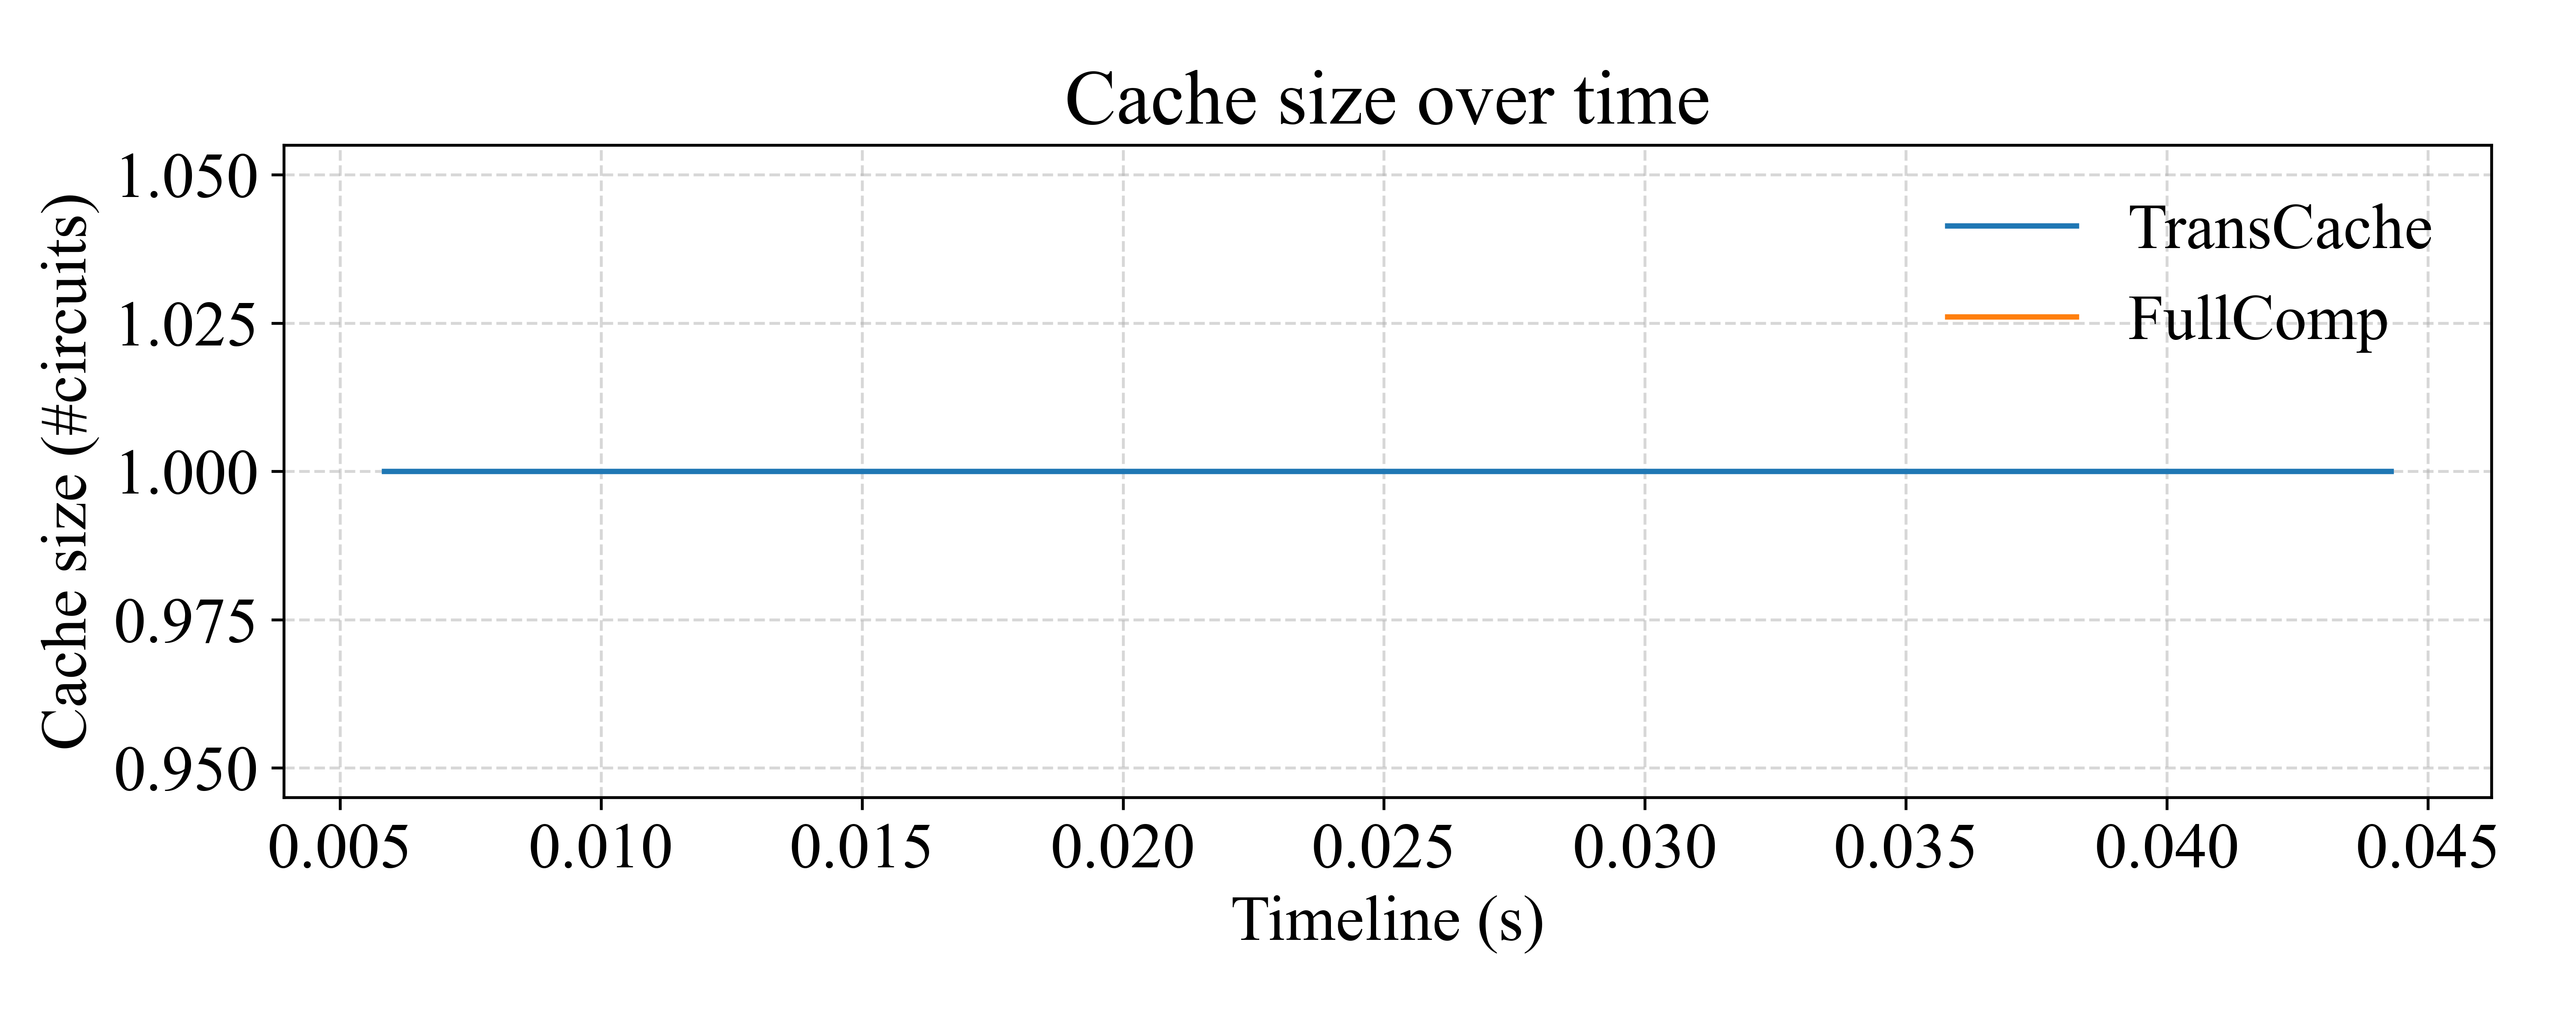 Cache size over time
Cache size (#circuits)
1.050
1.025
1.000
0.975
0.950
TransCache
FullComp
0.005 0.010 0.015 0.020 0.025 0.030 0.035 0.040 0.045
Timeline (s)